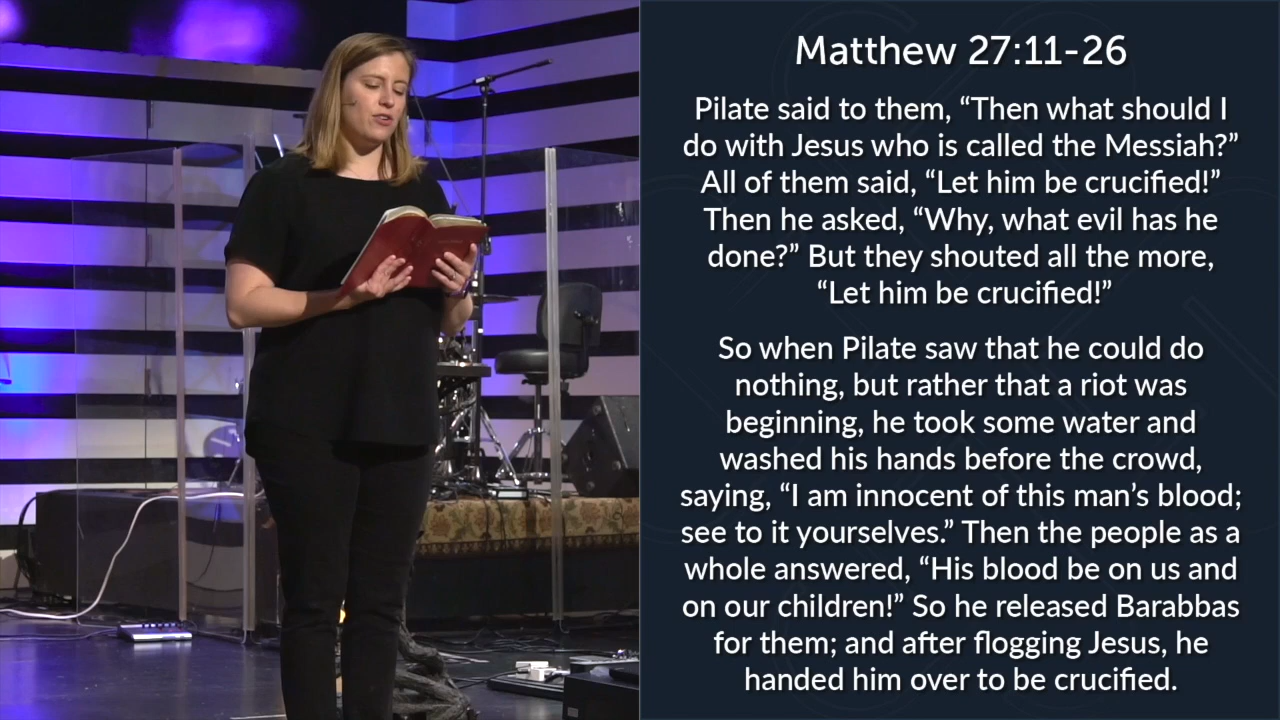 Matthew 27:11-26
Pilate said to them, “Then what should I
do with Jesus who is called the Messiah?”
All of them said, “Let him be crucified!”
Then he asked, “Why, what evil has he
done?” But they shouted all the more,
“Let him be crucified!”
So when Pilate saw that he could do
nothing, but rather that a riot was
beginning, he took some water and
washed his hands before the crowd,
saying, “I am innocent of this man’s blood;
see to it yourselves.” Then the people as a
whole answered, “His blood be on us and
on our children!” So he released Barabbas
for them; and after flogging Jesus, he
handed him over to be crucified.